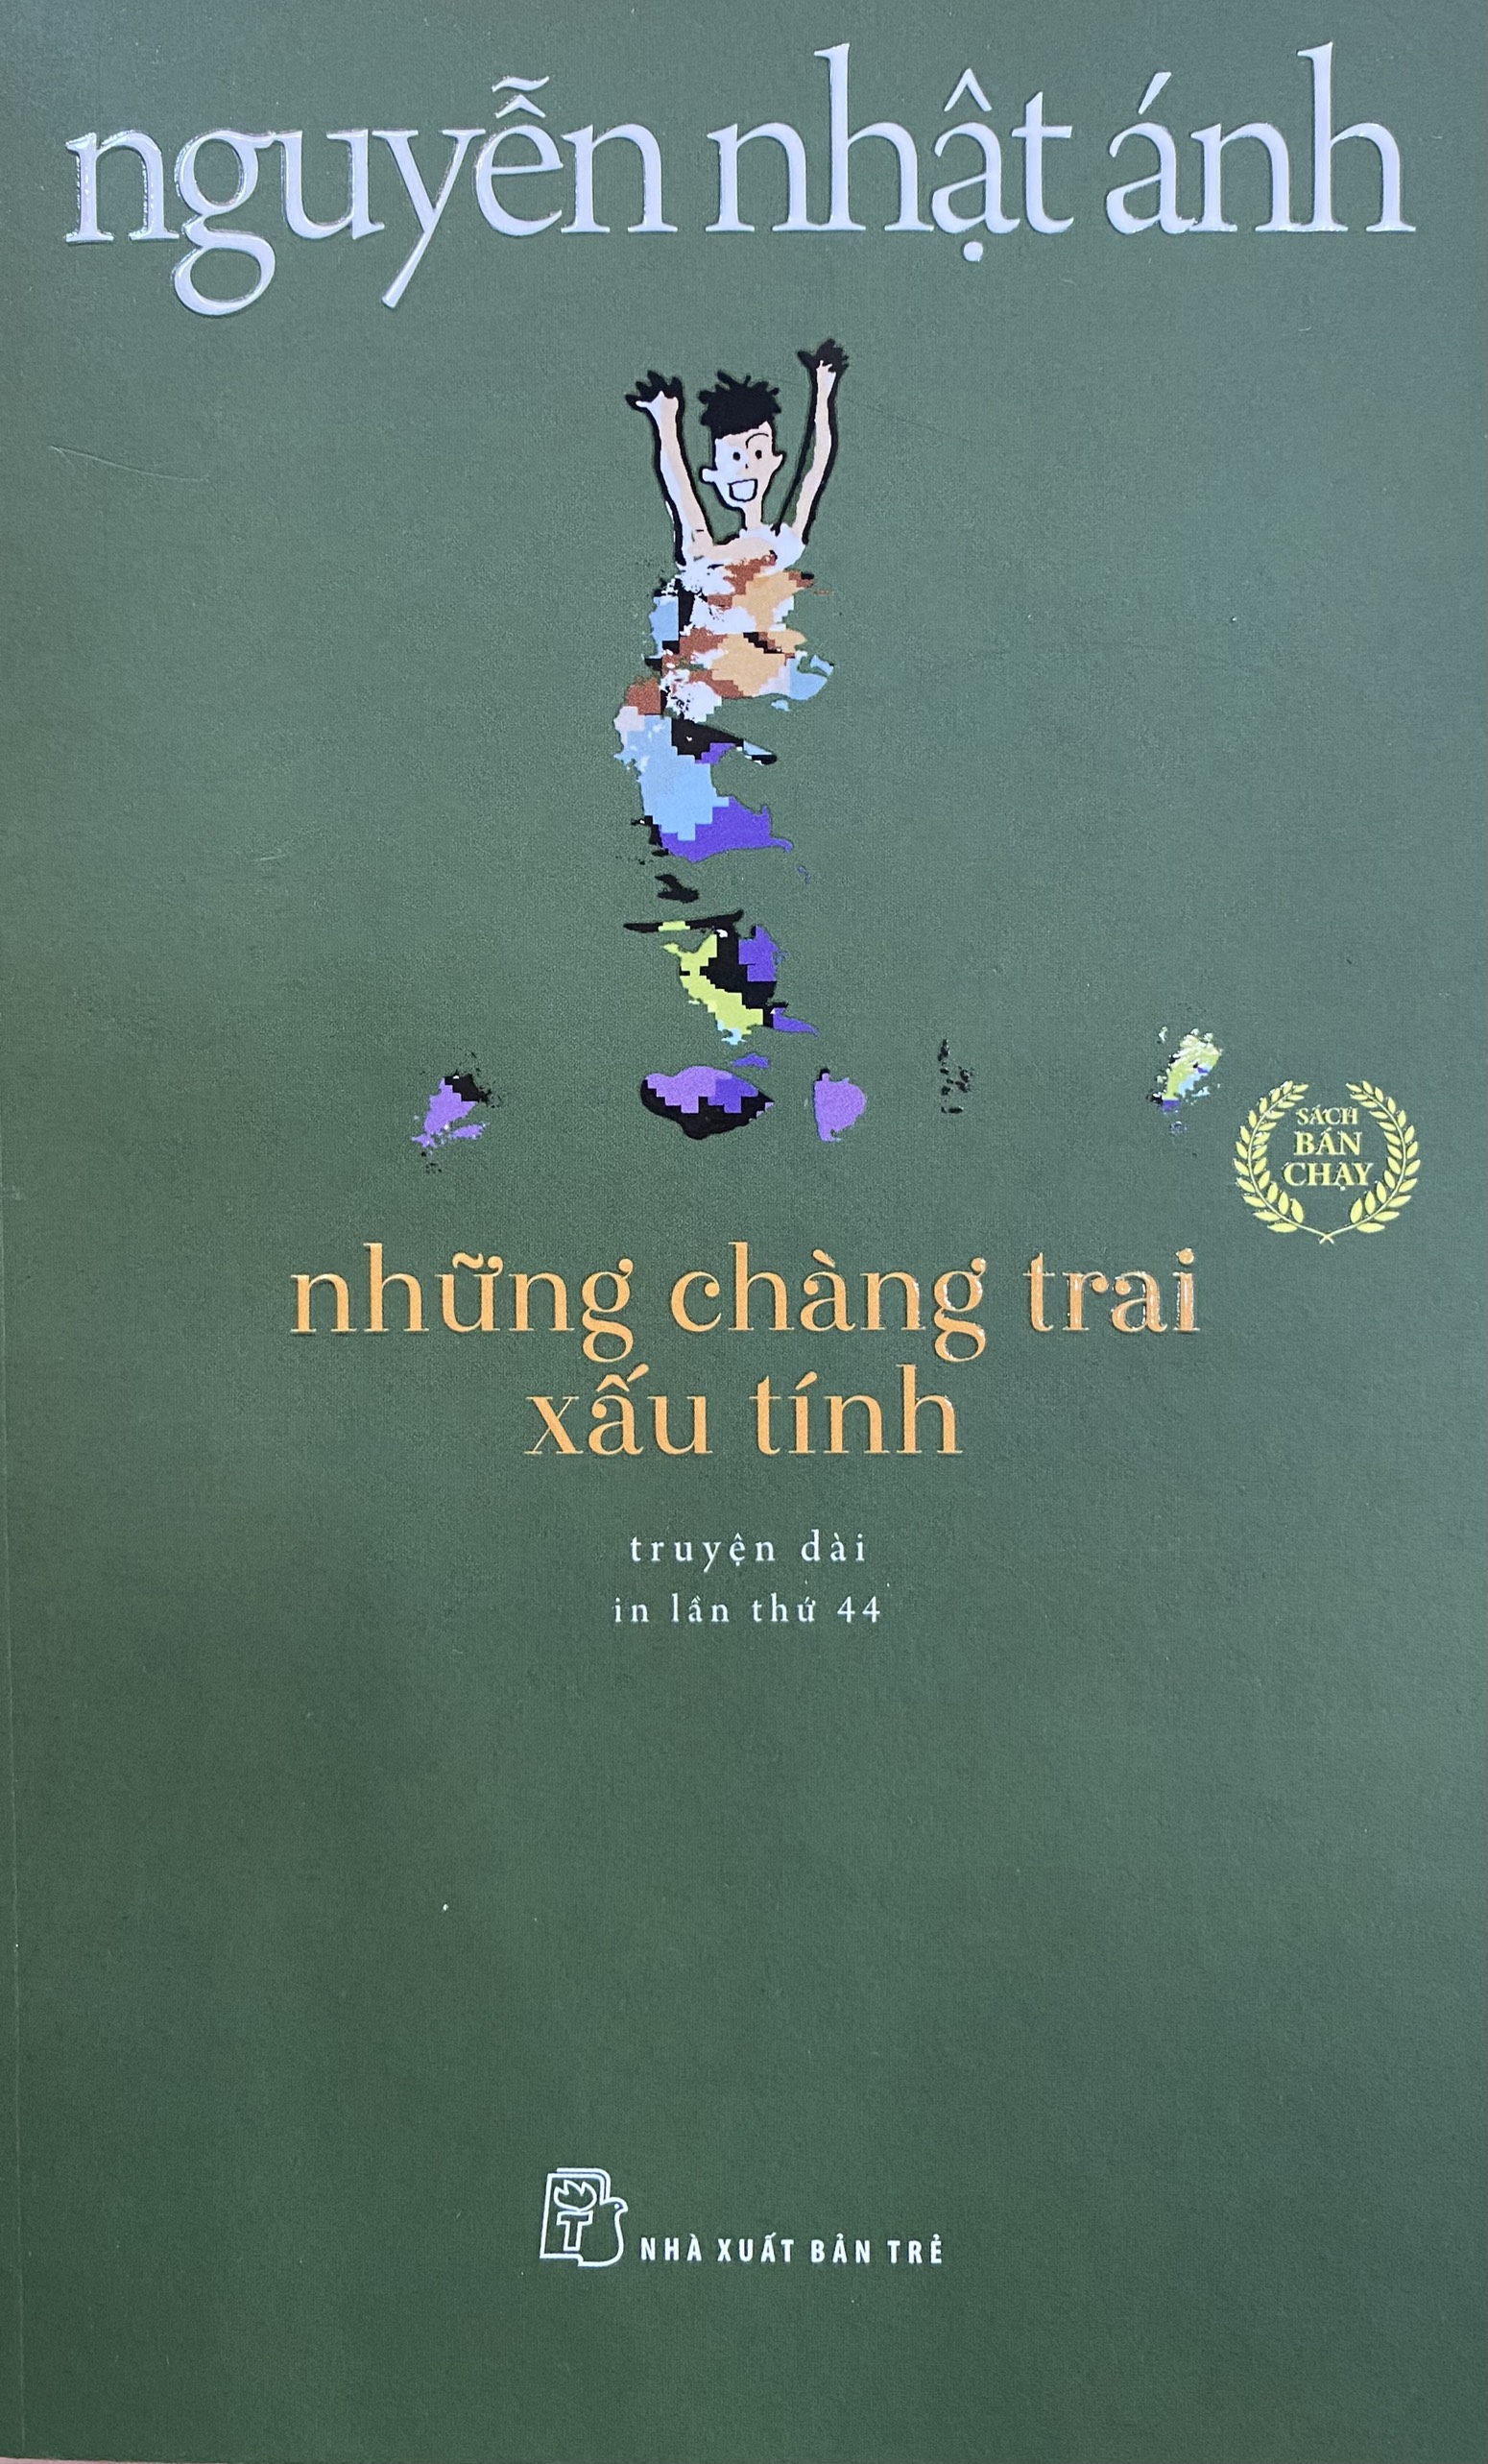 nguyễn nhật ánh
SÁCH
BÁN
CHẠY
những chàng trai
xấu tính
truyện dài
in lần thứ 44
T
NHÀ XUẤT BẢN TRẺ